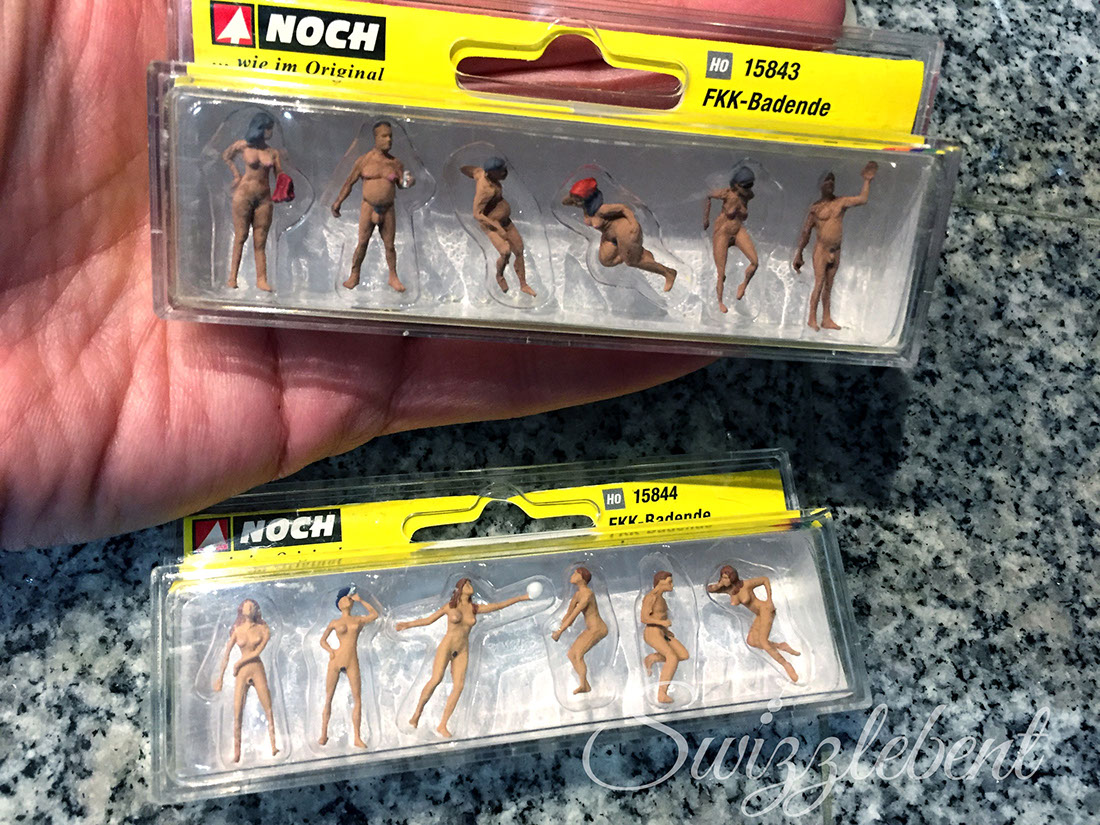 NOCH
... wie im Original
HO 15843
FKK-Badende
HO 15844
FKK-Badende
NOCH
Swizzlebent